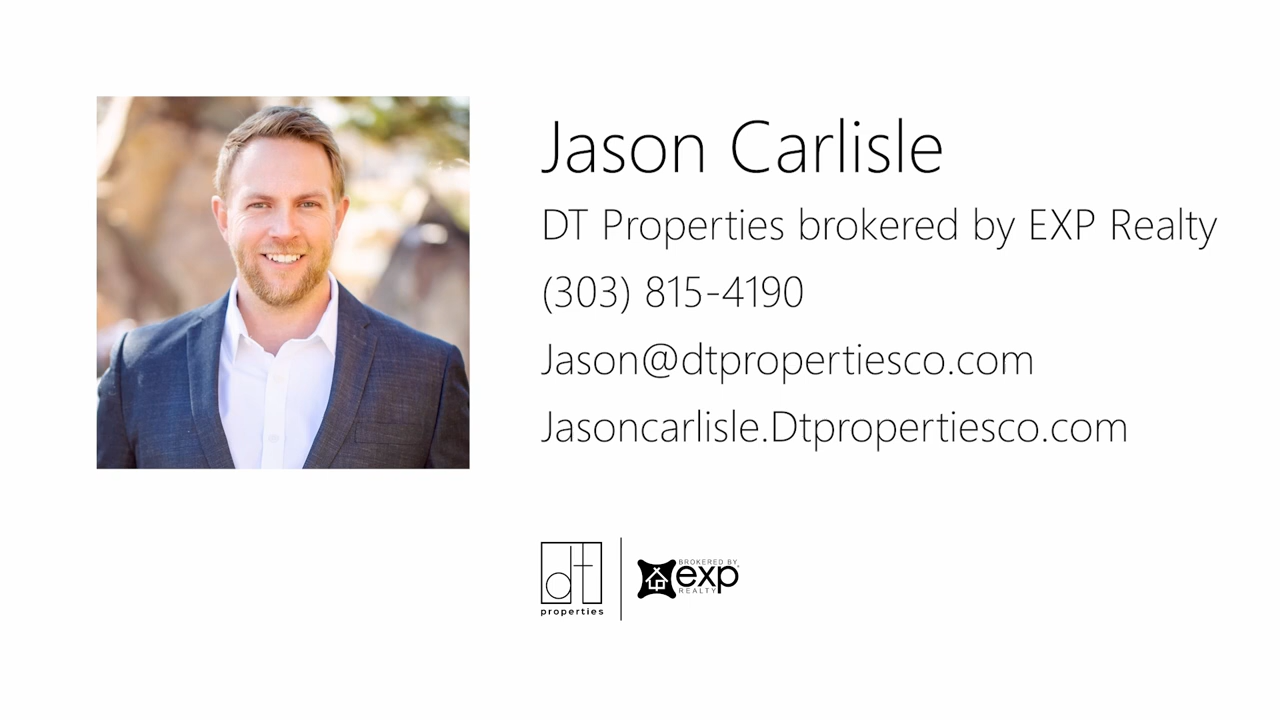 Jason Carlisle
DT Properties brokered by EXP Realty
(303) 815-4190
Jason@dtpropertiesco.com
Jasoncarlisle.Dtpropertiesco.com
dt
properties
BROKERED BY
exp
REALTY